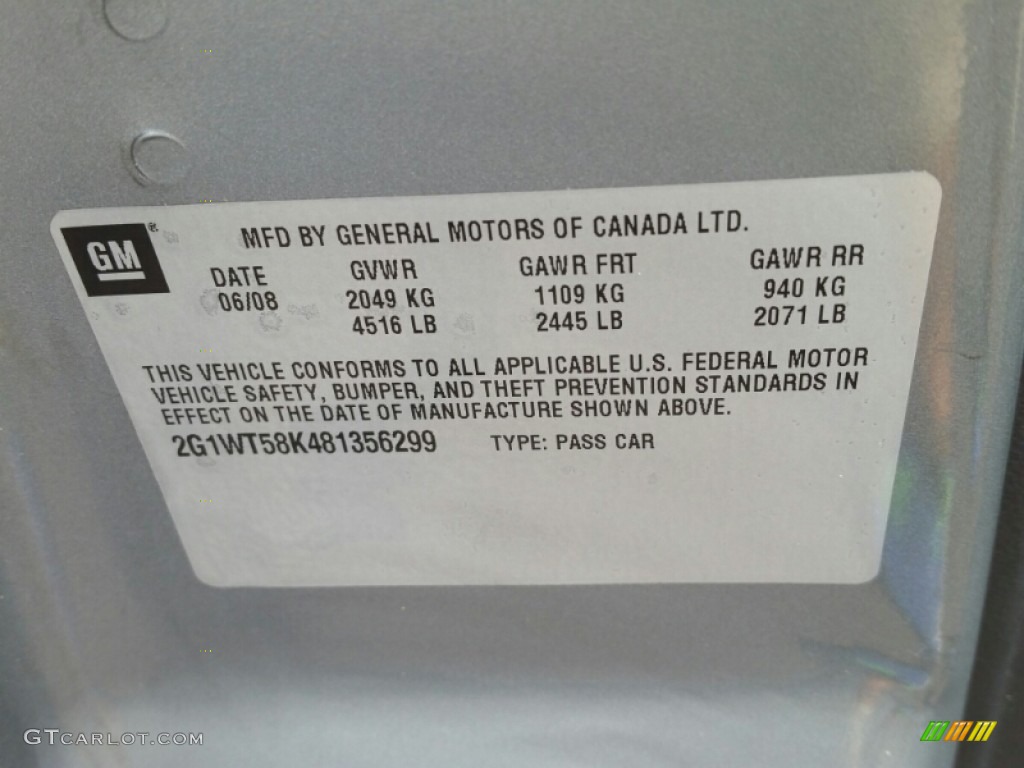 GM ®
MFD BY GENERAL MOTORS OF CANADA LTD.
DATE GVWR GAWR FRT GAWR RR
06/08 2049 KG 1109 KG 940 KG
4516 LB 2445 LB 2071 LB
THIS VEHICLE CONFORMS TO ALL APPLICABLE U.S. FEDERAL MOTOR
VEHICLE SAFETY, BUMPER, AND THEFT PREVENTION STANDARDS IN
EFFECT ON THE DATE OF MANUFACTURE SHOWN ABOVE.
2G1WT58K481356299 TYPE: PASS CAR
GTCARLOT.COM